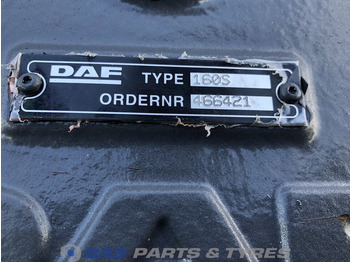 DAF TYPE 160S
ORDERNR 466421
PARTS & TYRES